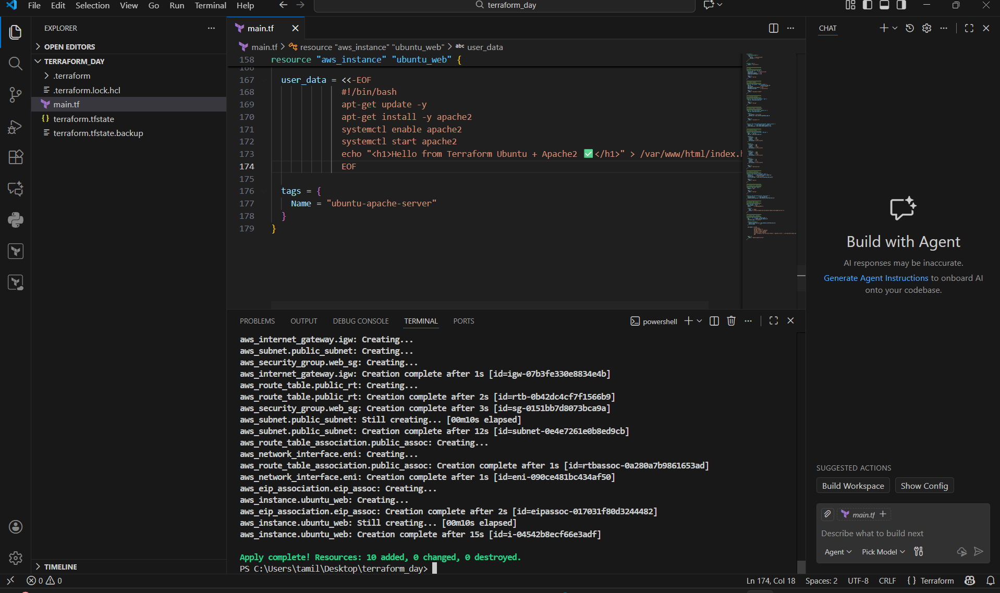 File Edit Selection View Go Run Terminal Help
terraform_day
EXPLORER
OPEN EDITORS
TERRAFORM_DAY
.terraform
.terraform.lock.hcl
main.tf
terraform.tfstate
terraform.tfstate.backup
TIMELINE
main.tf
main.tf > resource "aws_instance" "ubuntu_web" > abc user_data
158 resource "aws_instance" "ubuntu_web" {
166
167 user_data = <<-EOF
168 #!/bin/bash
169 apt-get update -y
170 apt-get install -y apache2
171 systemctl enable apache2
172 systemctl start apache2
173 echo "<h1>Hello from Terraform Ubuntu + Apache2 ✅</h1>" > /var/www/html/index.
174 EOF
175
176 tags = {
177 Name = "ubuntu-apache-server"
178 }
179 }
PROBLEMS OUTPUT DEBUG CONSOLE TERMINAL PORTS
powershell
aws_internet_gateway.igw: Creating...
aws_subnet.public_subnet: Creating...
aws_security_group.web_sg: Creating...
aws_internet_gateway.igw: Creation complete after 1s [id=igw-07b3fe330e8834e4b]
aws_route_table.public_rt: Creating...
aws_route_table.public_rt: Creation complete after 2s [id=rtb-0b42dc4cf7f1566b9]
aws_security_group.web_sg: Creation complete after 3s [id=sg-0151bb7d8073bca9a]
aws_subnet.public_subnet: Still creating... [00m10s elapsed]
aws_subnet.public_subnet: Creation complete after 12s [id=subnet-0e4e7261e0b8ed9cb]
aws_route_table_association.public_assoc: Creating...
aws_network_interface.eni: Creating...
aws_route_table_association.public_assoc: Creation complete after 1s [id=rtbassoc-0a280a7b9861653ad]
aws_network_interface.eni: Creation complete after 1s [id=eni-090ce481bc434af50]
aws_eip_association.eip_assoc: Creating...
aws_instance.ubuntu_web: Creating...
aws_eip_association.eip_assoc: Creation complete after 2s [id=eipassoc-017031f80d3244482]
aws_instance.ubuntu_web: Still creating... [00m10s elapsed]
aws_instance.ubuntu_web: Creation complete after 15s [id=i-04542b8ecf66e3adf]
Apply complete! Resources: 10 added, 0 changed, 0 destroyed.
PS C:\Users\tamil\Desktop\terraform_day>
CHAT
Build with Agent
AI responses may be inaccurate.
Generate Agent Instructions to onboard AI
onto your codebase.
SUGGESTED ACTIONS
Build Workspace Show Config
main.tf
Describe what to build next
Agent Pick Model
0 0
Ln 174, Col 18 Spaces: 2 UTF-8 CRLF {} Terraform